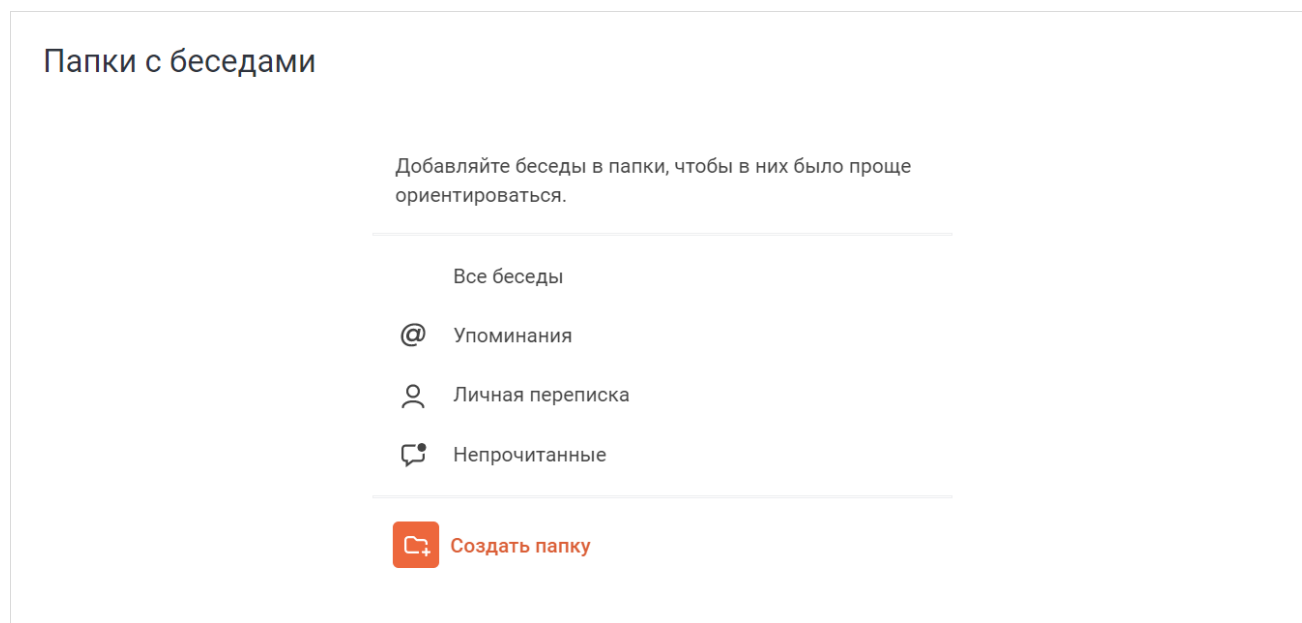 Папки с беседами
Добавляйте беседы в папки, чтобы в них было проще
ориентироваться.
Все беседы
@ Упоминания
Личная переписка
Непрочитанные
Создать папку